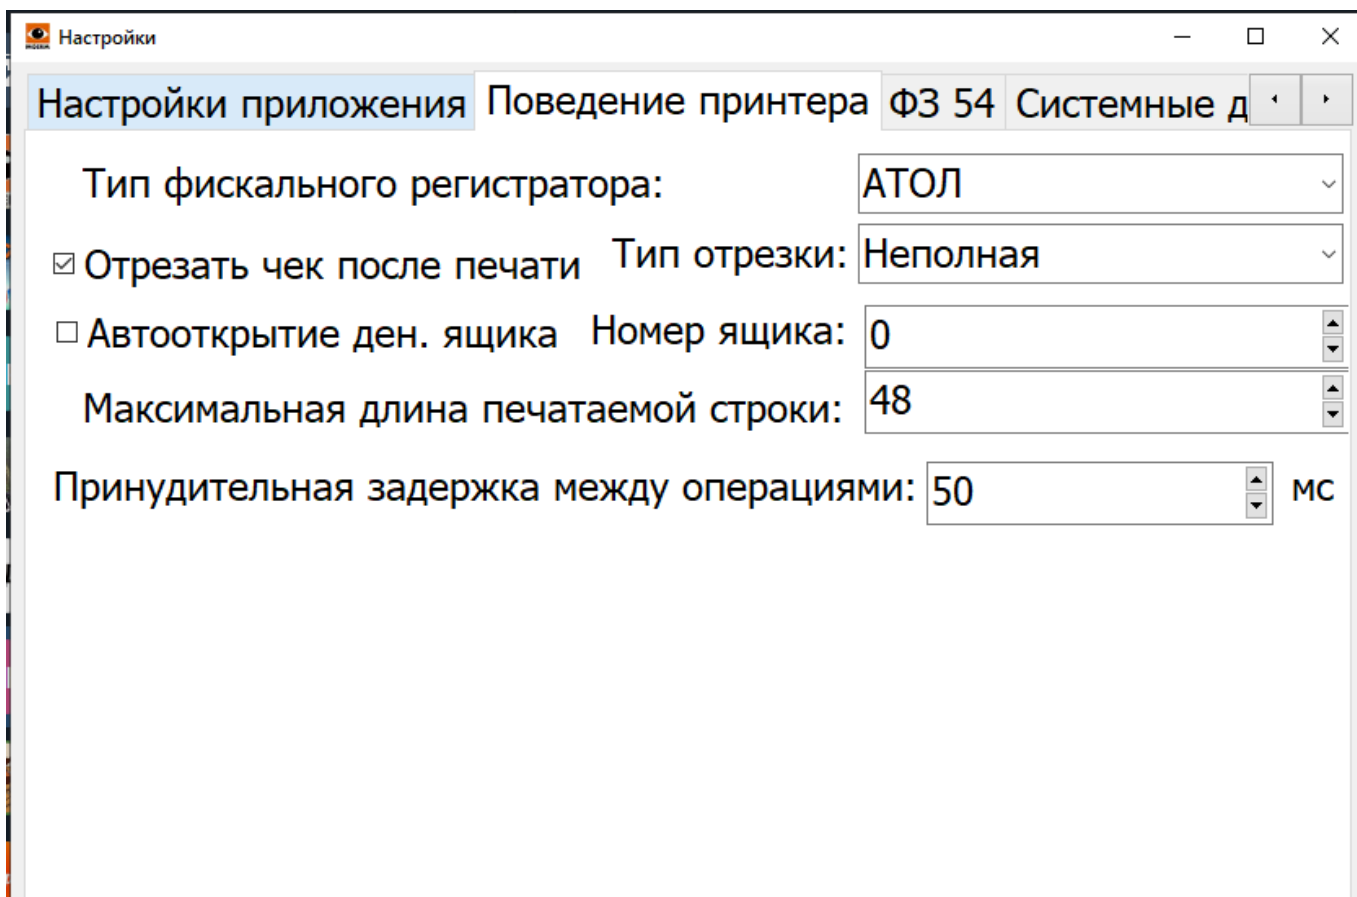 Настройки
Настройки приложения Поведение принтера ФЗ 54 Системные д
Тип фискального регистратора: АТОЛ
Отрезать чек после печати Тип отрезки: Неполная
Автооткрытие ден. ящика Номер ящика: 0
Максимальная длина печатаемой строки: 48
Принудительная задержка между операциями: 50 мс